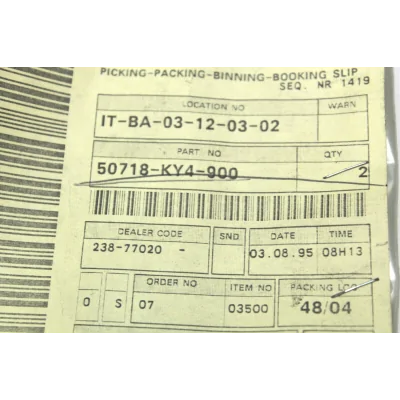 PICKING-PACKING-BINNING-BOOKING SLIP
SEQ. NR 1419
LOCATION NO WARN
IT-BA-03-12-03-02
PART NO QTY
50718-KY4-900 2
DEALER CODE SND DATE TIME
238-77020 - 03.08.95 08H13
ORDER NO ITEM NO PACKING LOC
0 S 07 03500 48/04